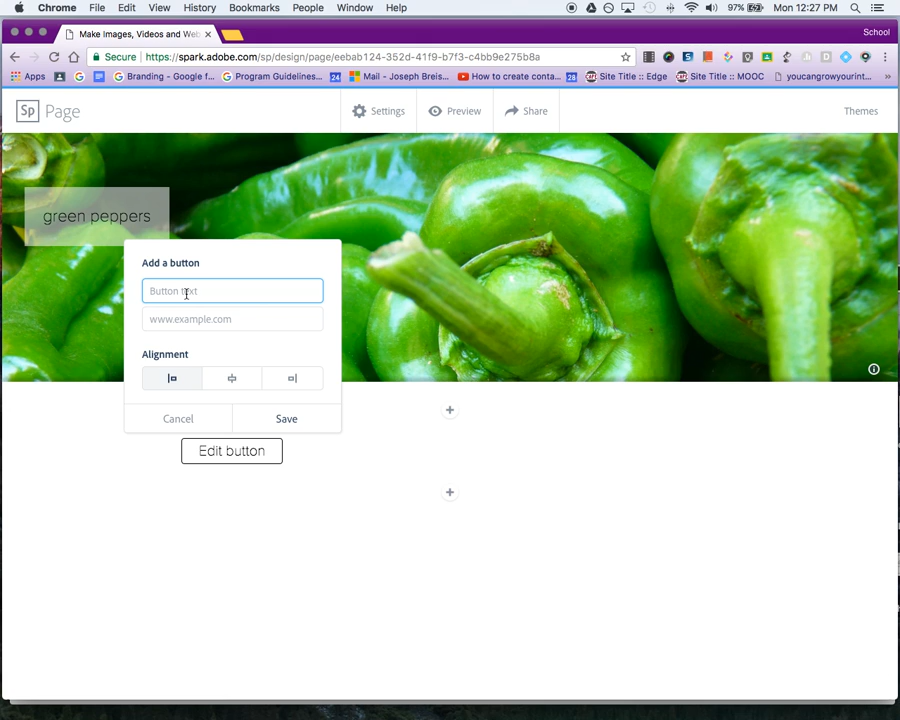 Chrome File Edit View History Bookmarks People Window Help 97% Mon 12:27 PM
Make Images, Videos and Web School
Secure https://spark.adobe.com/sp/design/page/eebab124-352d-41f9-b7f3-c4bb9e275b8a
Apps Branding - Google f... Program Guidelines... 24 Mail - Joseph Breis... How to create conta... 28 Site Title :: Edge Site Title :: MOOC youcangrowyourint...
Sp Page Settings Preview Share Themes
green peppers
Add a button
Button text
www.example.com
Alignment
Cancel Save
Edit button